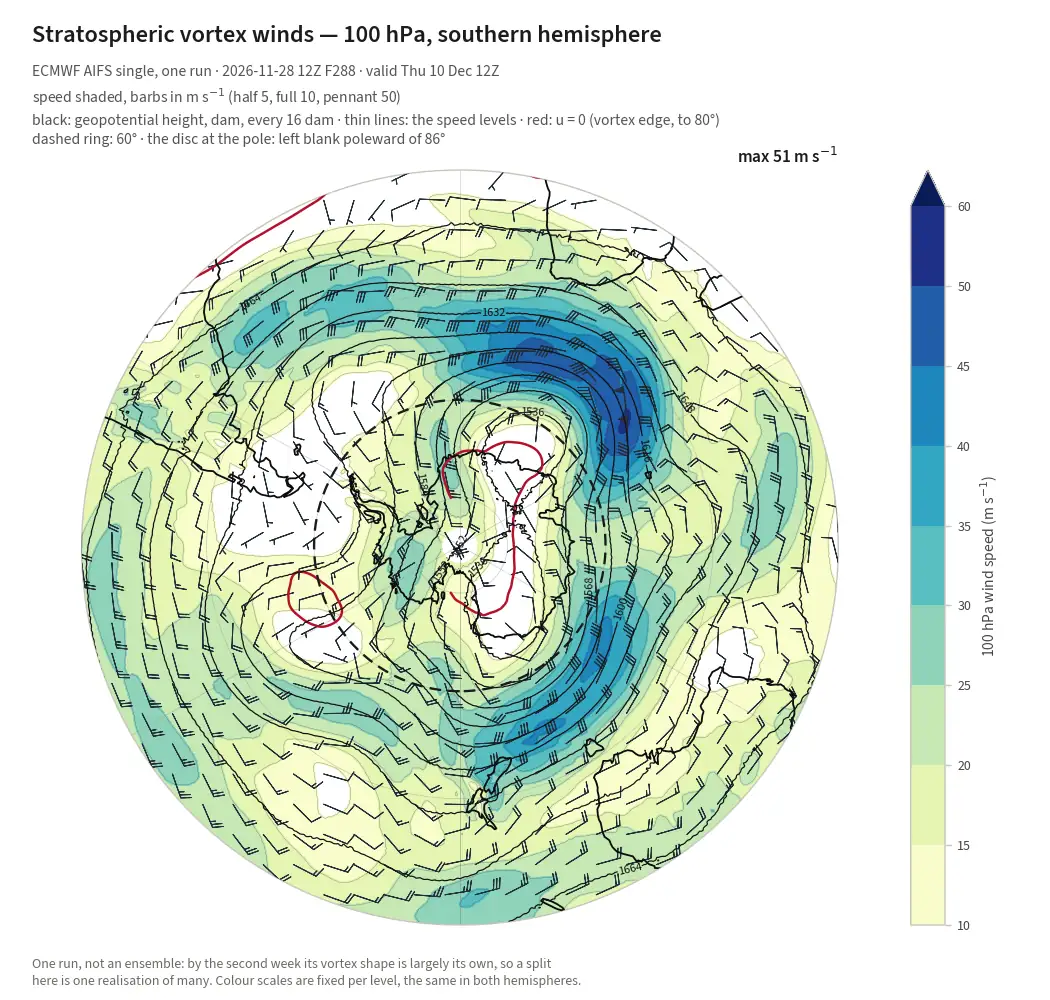 Stratospheric vortex winds — 100 hPa, southern hemisphere
ECMWF AIFS single, one run · 2026-11-28 12Z F288 · valid Thu 10 Dec 12Z
speed shaded, barbs in m s⁻¹ (half 5, full 10, pennant 50)
black: geopotential height, dam, every 16 dam · thin lines: the speed levels · red: u = 0 (vortex edge, to 80°)
dashed ring: 60° · the disc at the pole: left blank poleward of 86°
max 51 m s⁻¹
60
50
45
40
35
30
25
20
15
10
100 hPa wind speed (m s⁻¹)
1664
1632
1536
1648
1568
1600
1664
One run, not an ensemble: by the second week its vortex shape is largely its own, so a split
here is one realisation of many. Colour scales are fixed per level, the same in both hemispheres.